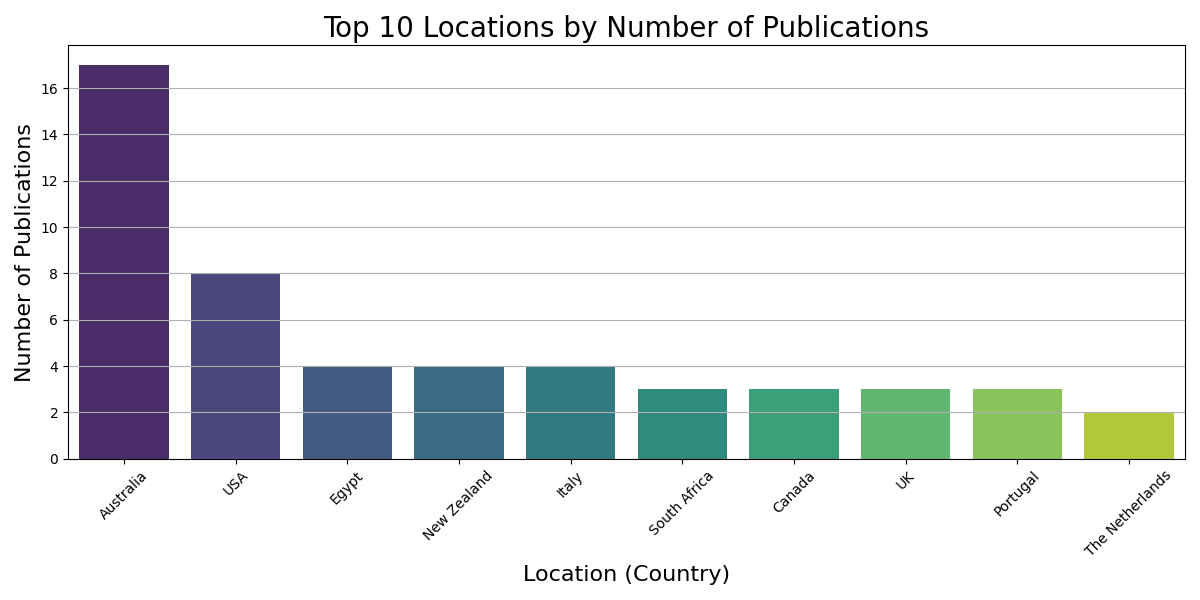 Top 10 Locations by Number of Publications
Number of Publications
16
14
12
10
8
6
4
2
0
Australia
USA
Egypt
New Zealand
Italy
South Africa
Canada
UK
Portugal
The Netherlands
Location (Country)